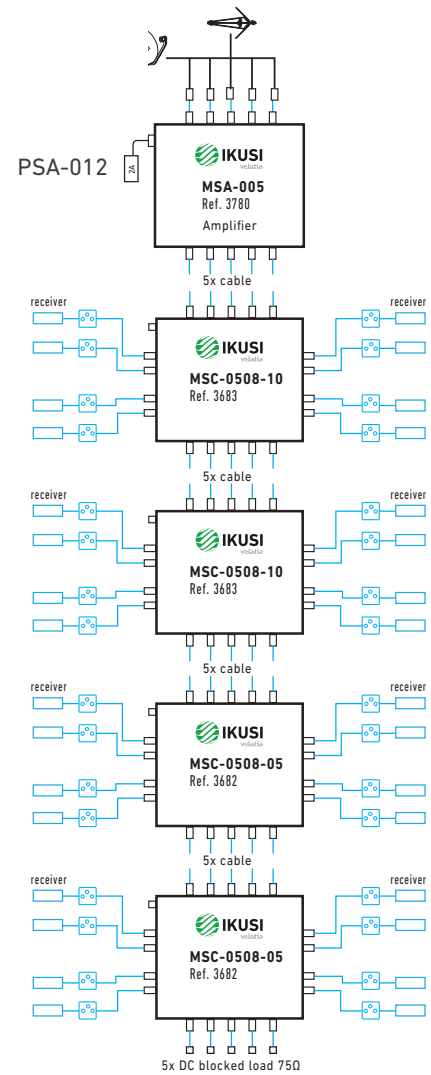 PSA-012
2A
IKUSI
velatia
MSA-005
Ref. 3780
Amplifier
5x cable
receiver
receiver
IKUSI
velatia
MSC-0508-10
Ref. 3683
5x cable
receiver
receiver
IKUSI
velatia
MSC-0508-10
Ref. 3683
5x cable
receiver
receiver
IKUSI
velatia
MSC-0508-05
Ref. 3682
5x cable
receiver
receiver
IKUSI
velatia
MSC-0508-05
Ref. 3682
5x DC blocked load 75Ω